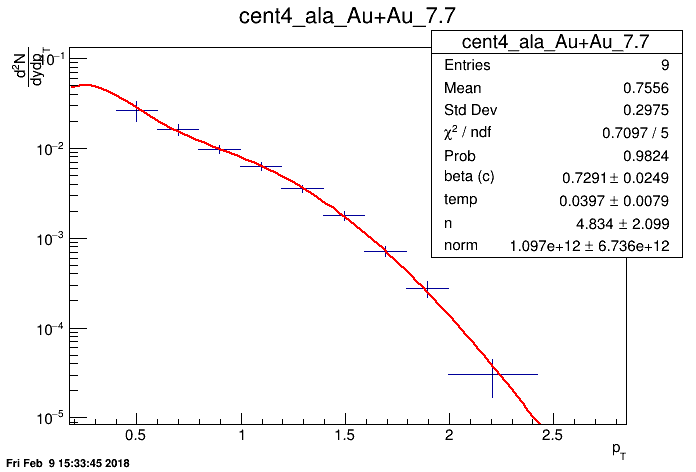 cent4_ala_Au+Au_7.7
d²N
dydp_T
10⁻¹
10⁻²
10⁻³
10⁻⁴
10⁻⁵
cent4_ala_Au+Au_7.7
Entries 9
Mean 0.7556
Std Dev 0.2975
χ² / ndf 0.7097 / 5
Prob 0.9824
beta (c) 0.7291 ± 0.0249
temp 0.0397 ± 0.0079
n 4.834 ± 2.099
norm 1.097e+12 ± 6.736e+12
0.5 1 1.5 2 2.5
p_T
Fri Feb 9 15:33:45 2018